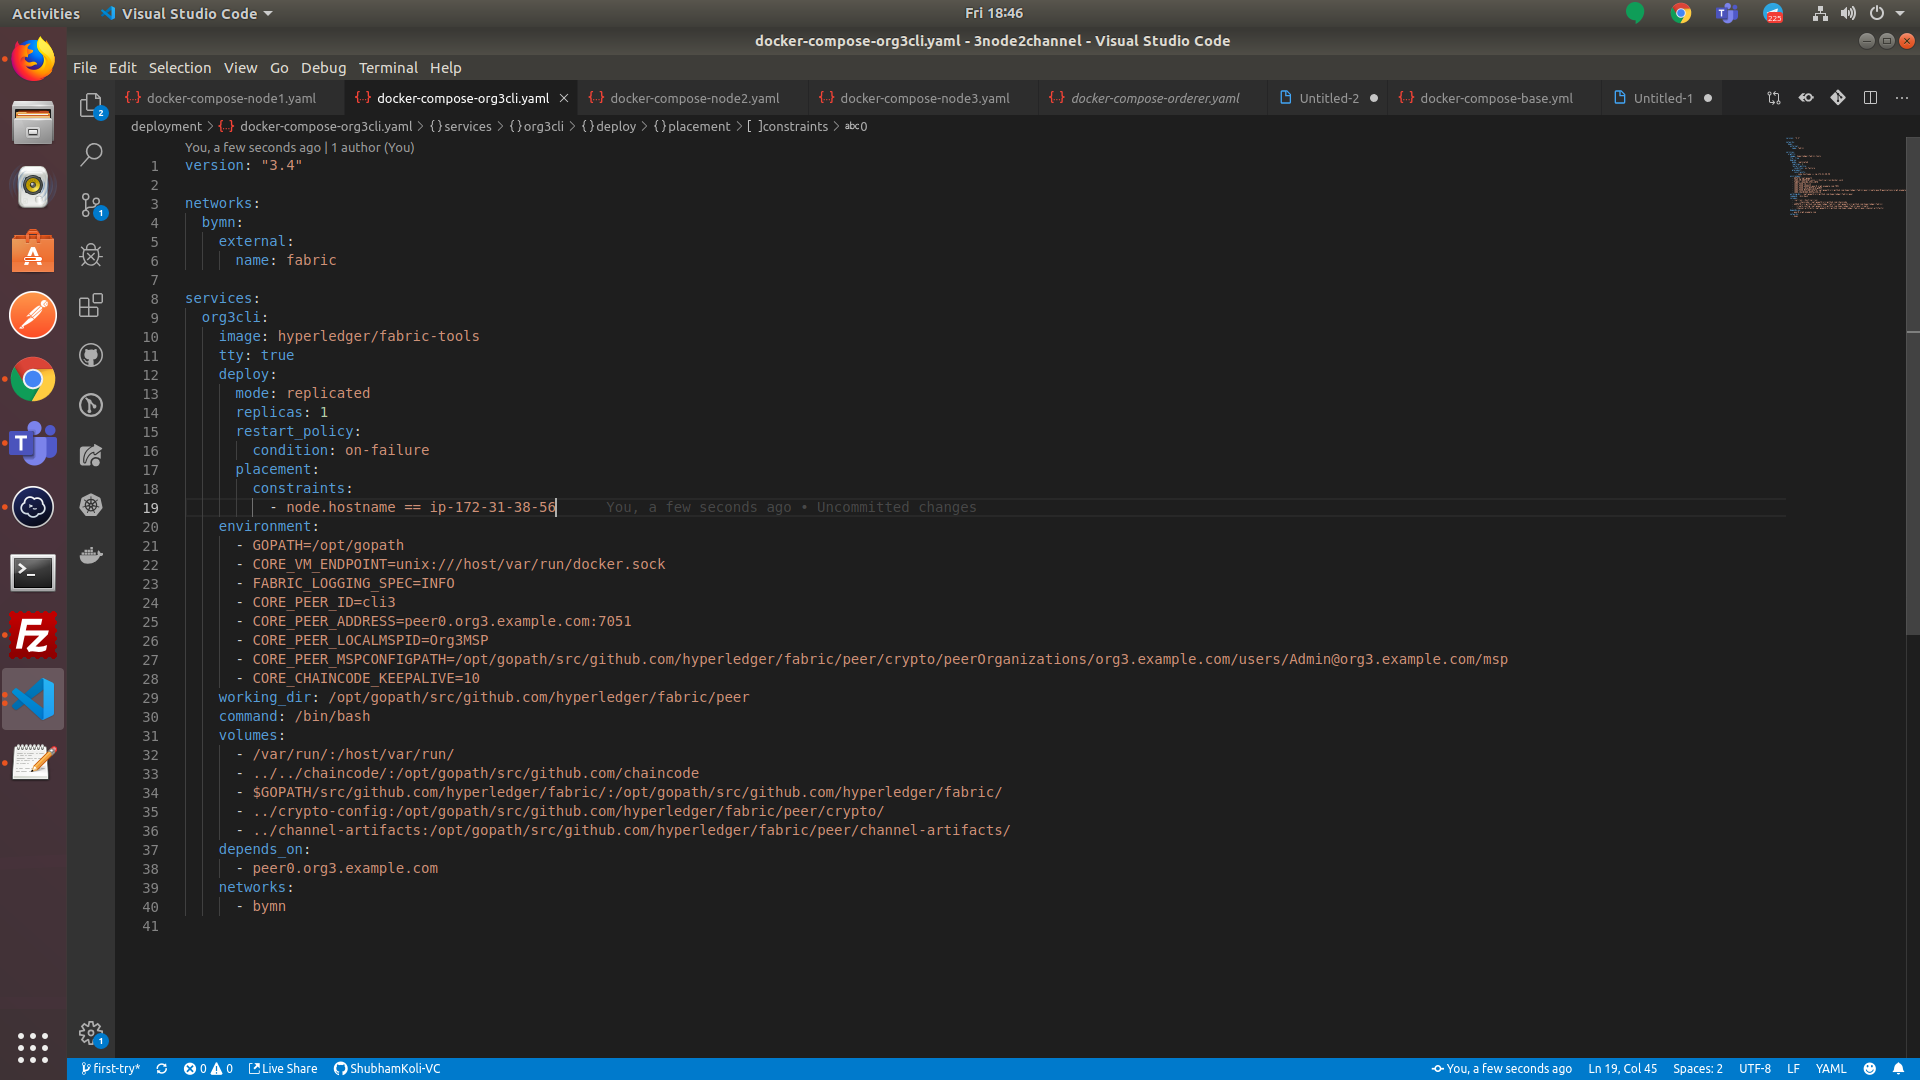 Activities Visual Studio Code Fri 18:46 225
docker-compose-org3cli.yaml - 3node2channel - Visual Studio Code
File Edit Selection View Go Debug Terminal Help
docker-compose-node1.yaml docker-compose-org3cli.yaml docker-compose-node2.yaml docker-compose-node3.yaml docker-compose-orderer.yaml Untitled-2 docker-compose-base.yml Untitled-1
deployment > docker-compose-org3cli.yaml > {} services > {} org3cli > {} deploy > {} placement > [ ] constraints > abc 0
You, a few seconds ago | 1 author (You)
1 version: "3.4"
2
3 networks:
4 bymn:
5 external:
6 name: fabric
7
8 services:
9 org3cli:
10 image: hyperledger/fabric-tools
11 tty: true
12 deploy:
13 mode: replicated
14 replicas: 1
15 restart_policy:
16 condition: on-failure
17 placement:
18 constraints:
19 - node.hostname == ip-172-31-38-56 You, a few seconds ago • Uncommitted changes
20 environment:
21 - GOPATH=/opt/gopath
22 - CORE_VM_ENDPOINT=unix:///host/var/run/docker.sock
23 - FABRIC_LOGGING_SPEC=INFO
24 - CORE_PEER_ID=cli3
25 - CORE_PEER_ADDRESS=peer0.org3.example.com:7051
26 - CORE_PEER_LOCALMSPID=Org3MSP
27 - CORE_PEER_MSPCONFIGPATH=/opt/gopath/src/github.com/hyperledger/fabric/peer/crypto/peerOrganizations/org3.example.com/users/Admin@org3.example.com/msp
28 - CORE_CHAINCODE_KEEPALIVE=10
29 working_dir: /opt/gopath/src/github.com/hyperledger/fabric/peer
30 command: /bin/bash
31 volumes:
32 - /var/run/:/host/var/run/
33 - ../../chaincode/:/opt/gopath/src/github.com/chaincode
34 - $GOPATH/src/github.com/hyperledger/fabric/:/opt/gopath/src/github.com/hyperledger/fabric/
35 - ../crypto-config:/opt/gopath/src/github.com/hyperledger/fabric/peer/crypto/
36 - ../channel-artifacts:/opt/gopath/src/github.com/hyperledger/fabric/peer/channel-artifacts/
37 depends_on:
38 - peer0.org3.example.com
39 networks:
40 - bymn
41
first-try* 0 0 Live Share ShubhamKoli-VC You, a few seconds ago Ln 19, Col 45 Spaces: 2 UTF-8 LF YAML